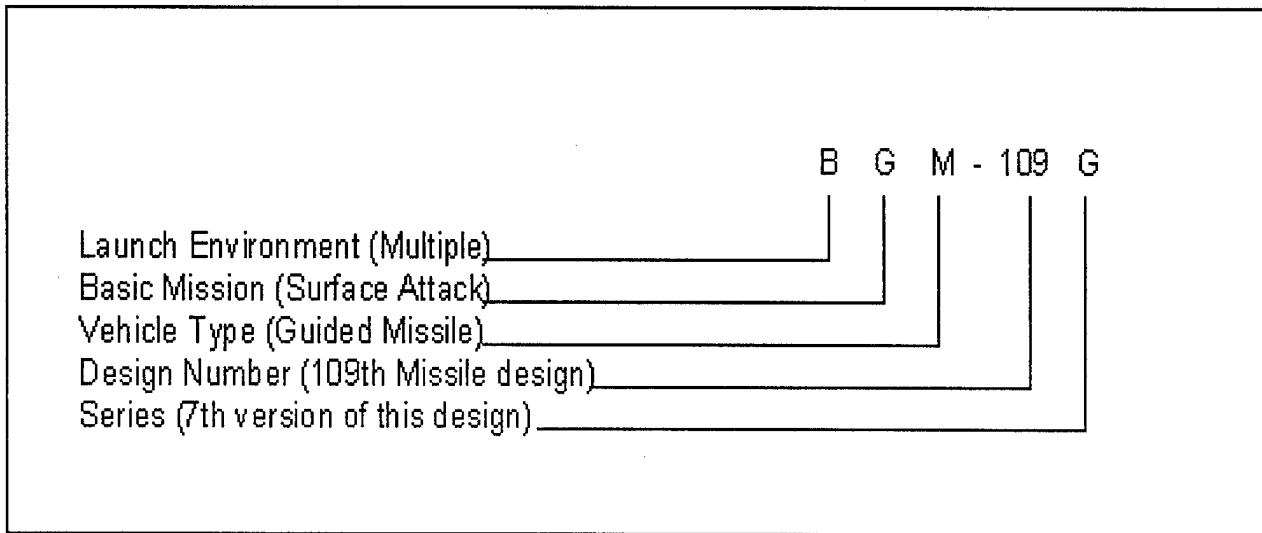 B G M - 109 G
Launch Environment (Multiple)
Basic Mission (Surface Attack)
Vehicle Type (Guided Missile)
Design Number (109th Missile design)
Series (7th version of this design)